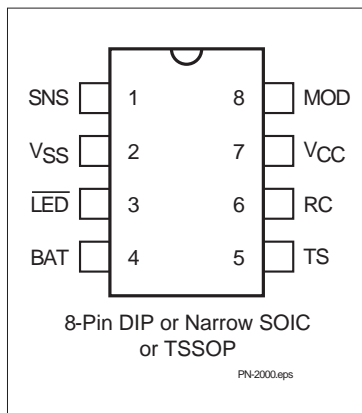 SNS 1 8 MOD
VSS 2 7 VCC
LED 3 6 RC
BAT 4 5 TS
8-Pin DIP or Narrow SOIC
or TSSOP
PN-2000.eps